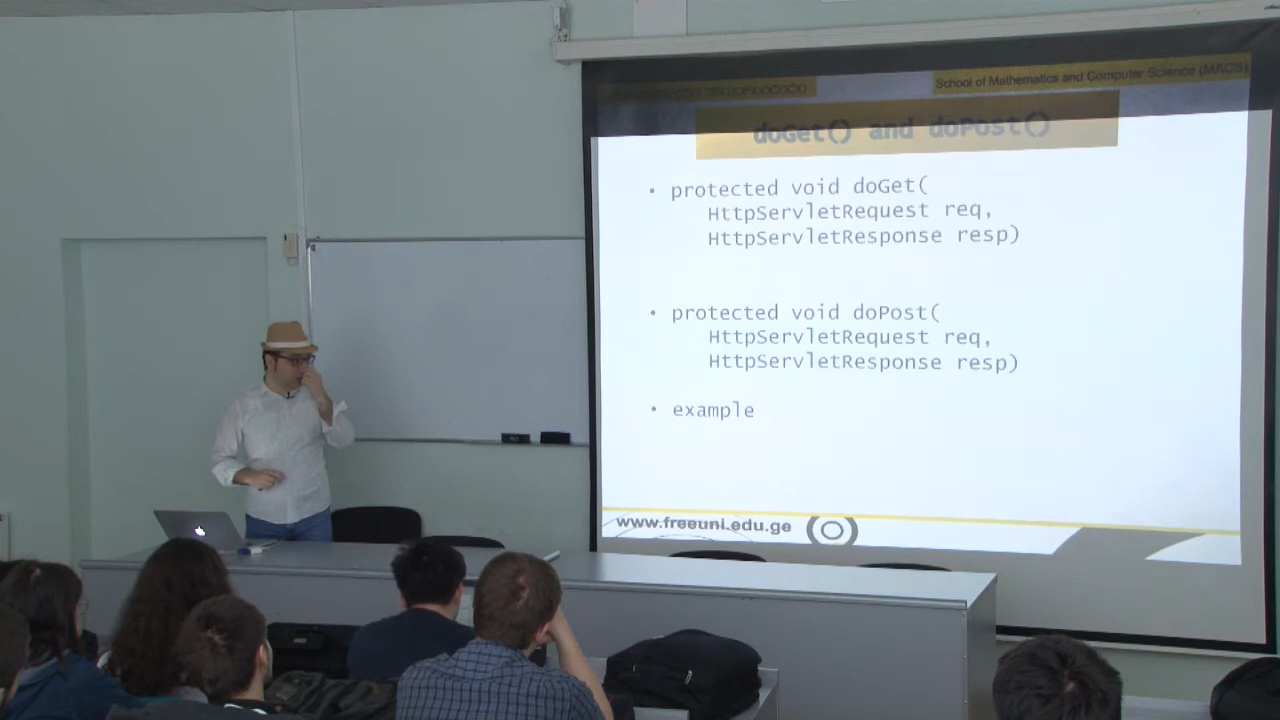 School of Mathematics and Computer Science (MACS)
doGet() and doPost()
• protected void doGet(
HttpServletRequest req,
HttpServletResponse resp)
• protected void doPost(
HttpServletRequest req,
HttpServletResponse resp)
• example
www.freeuni.edu.ge